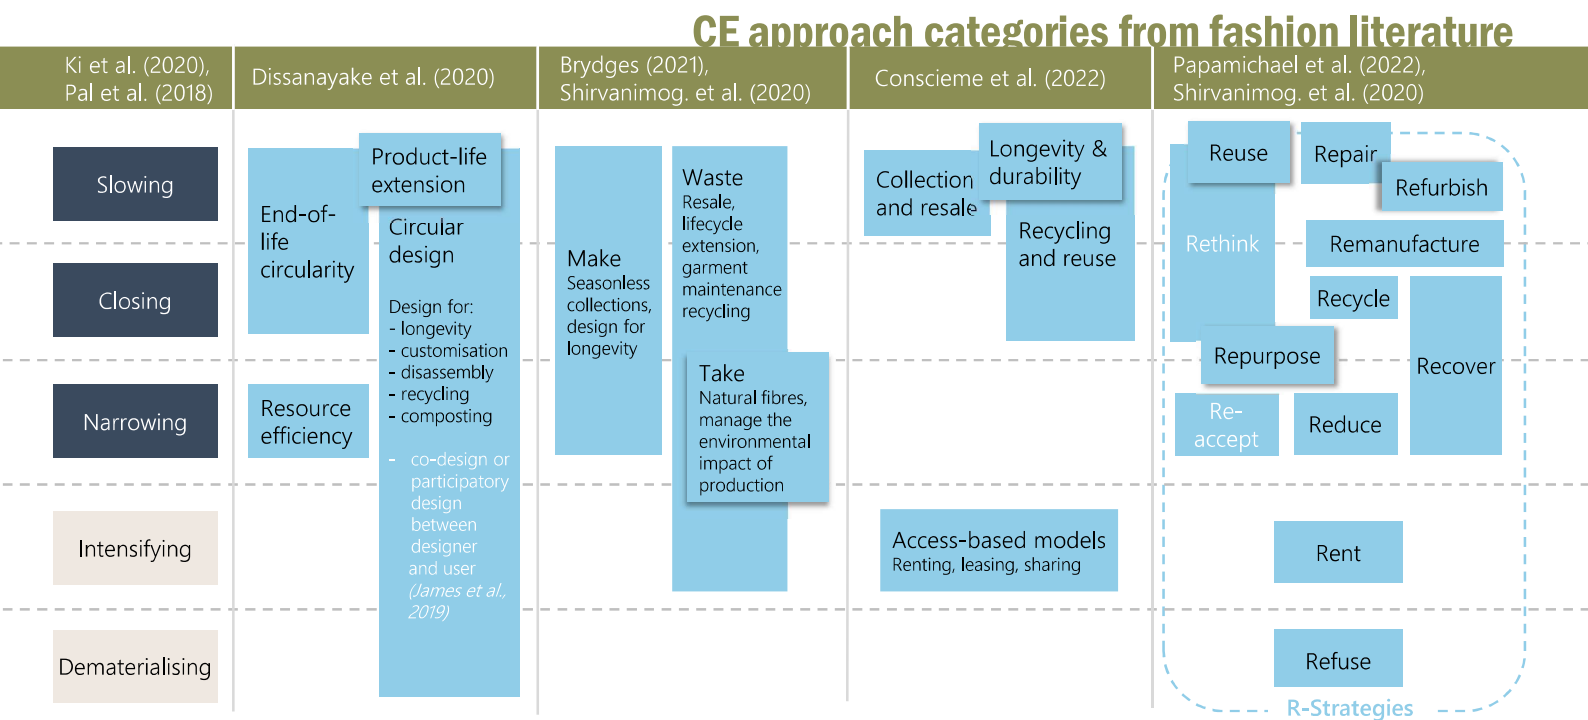 CE approach categories from fashion literature
Ki et al. (2020),
Pal et al. (2018)
Dissanayake et al. (2020)
Brydges (2021),
Shirvanimog. et al. (2020)
Conscieme et al. (2022)
Papamichael et al. (2022),
Shirvanimog. et al. (2020)
Slowing
Closing
Narrowing
Intensifying
Dematerialising
End-of-
life
circularity
Resource
efficiency
Product-life
extension
Circular
design
Design for:
- longevity
- customisation
- disassembly
- recycling
- composting
- co-design or
participatory
design
between
designer
and user
(James et al.,
2019)
Make
Seasonless
collections,
design for
longevity
Waste
Resale,
lifecycle
extension,
garment
maintenance
recycling
Take
Natural fibres,
manage the
environmental
impact of
production
Collection
and resale
Longevity &
durability
Recycling
and reuse
Access-based models
Renting, leasing, sharing
Reuse
Repair
Refurbish
Rethink
Remanufacture
Recycle
Repurpose
Recover
Re-
accept
Reduce
Rent
Refuse
R-Strategies